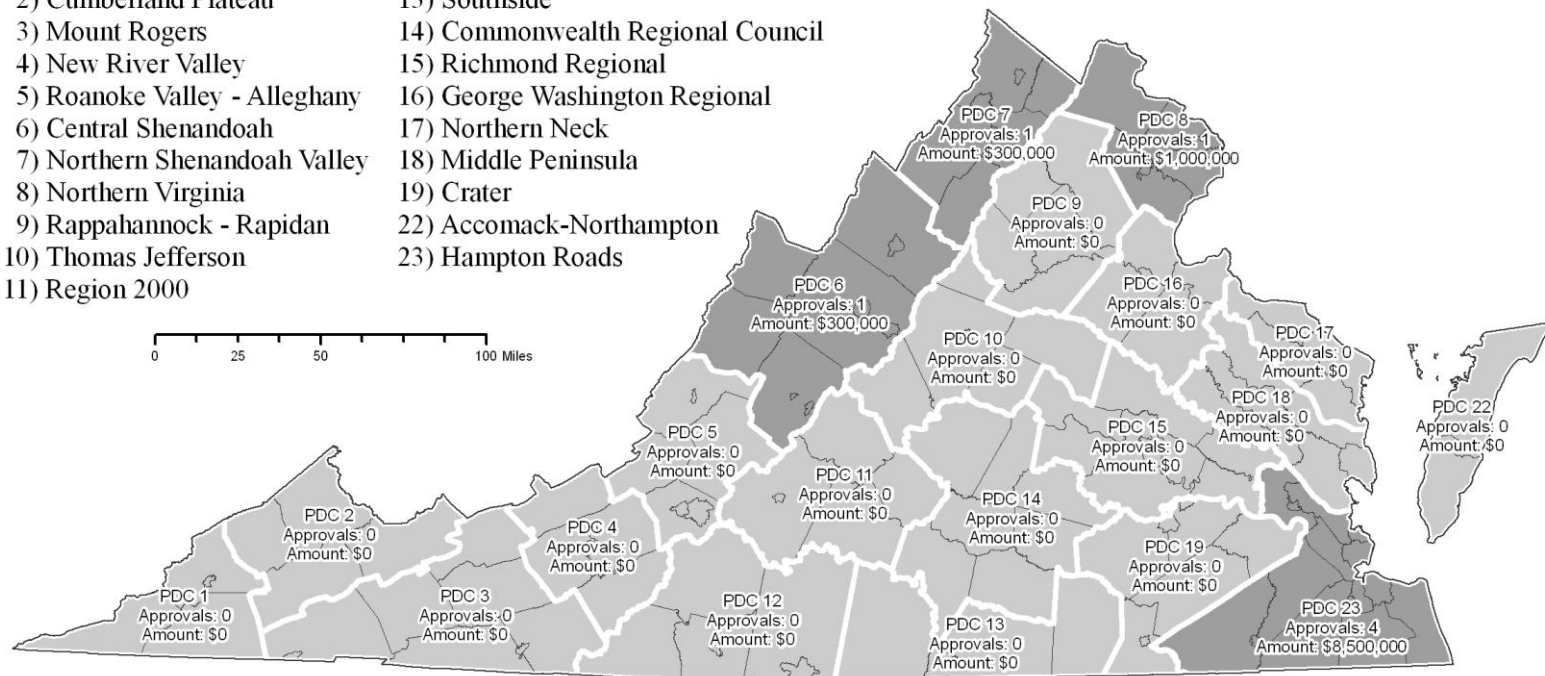 2) Cumberland Plateau
3) Mount Rogers
4) New River Valley
5) Roanoke Valley - Alleghany
6) Central Shenandoah
7) Northern Shenandoah Valley
8) Northern Virginia
9) Rappahannock - Rapidan
10) Thomas Jefferson
11) Region 2000
13) Southside
14) Commonwealth Regional Council
15) Richmond Regional
16) George Washington Regional
17) Northern Neck
18) Middle Peninsula
19) Crater
22) Accomack-Northampton
23) Hampton Roads
0 25 50 100 Miles
PDC 7
Approvals: 1
Amount: $300,000
PDC 8
Approvals: 1
Amount: $1,000,000
PDC 9
Approvals: 0
Amount: $0
PDC 6
Approvals: 1
Amount: $300,000
PDC 16
Approvals: 0
Amount: $0
PDC 10
Approvals: 0
Amount: $0
PDC 17
Approvals: 0
Amount: $0
PDC 18
Approvals: 0
Amount: $0
PDC 22
Approvals: 0
Amount: $0
PDC 5
Approvals: 0
Amount: $0
PDC 15
Approvals: 0
Amount: $0
PDC 11
Approvals: 0
Amount: $0
PDC 14
Approvals: 0
Amount: $0
PDC 2
Approvals: 0
Amount: $0
PDC 4
Approvals: 0
Amount: $0
PDC 19
Approvals: 0
Amount: $0
PDC 1
Approvals: 0
Amount: $0
PDC 3
Approvals: 0
Amount: $0
PDC 12
Approvals: 0
Amount: $0
PDC 13
Approvals: 0
Amount: $0
PDC 23
Approvals: 4
Amount: $8,500,000